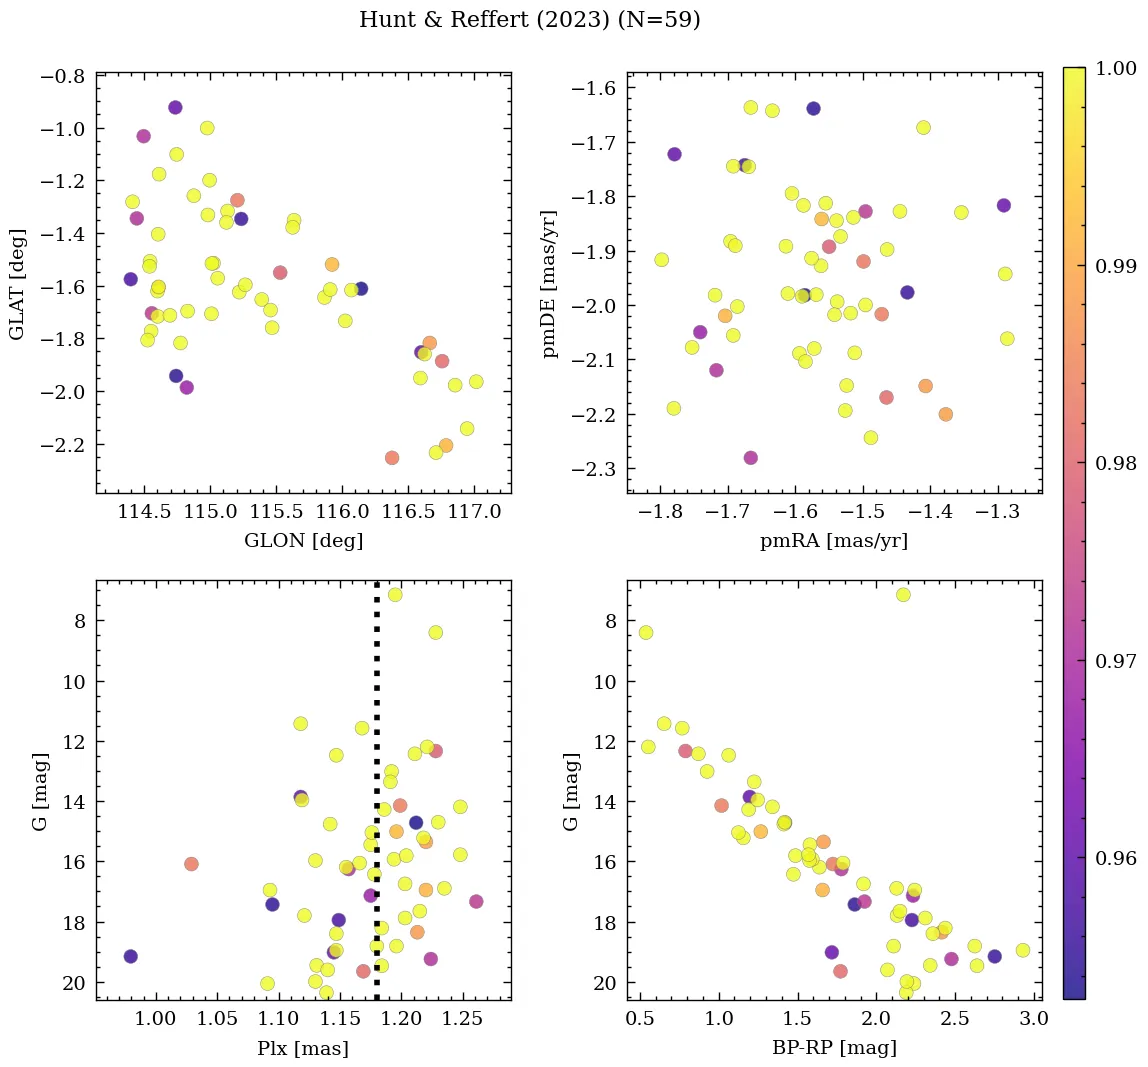 Hunt & Reffert (2023) (N=59)
−0.8
−1.0
−1.2
−1.4
−1.6
−1.8
−2.0
−2.2
GLAT [deg]
114.5 115.0 115.5 116.0 116.5 117.0
GLON [deg]
−1.6
−1.7
−1.8
−1.9
−2.0
−2.1
−2.2
−2.3
pmDE [mas/yr]
−1.8 −1.7 −1.6 −1.5 −1.4 −1.3
pmRA [mas/yr]
8
10
12
14
16
18
20
G [mag]
1.00 1.05 1.10 1.15 1.20 1.25
Plx [mas]
8
10
12
14
16
18
20
G [mag]
0.5 1.0 1.5 2.0 2.5 3.0
BP-RP [mag]
1.00
0.99
0.98
0.97
0.96